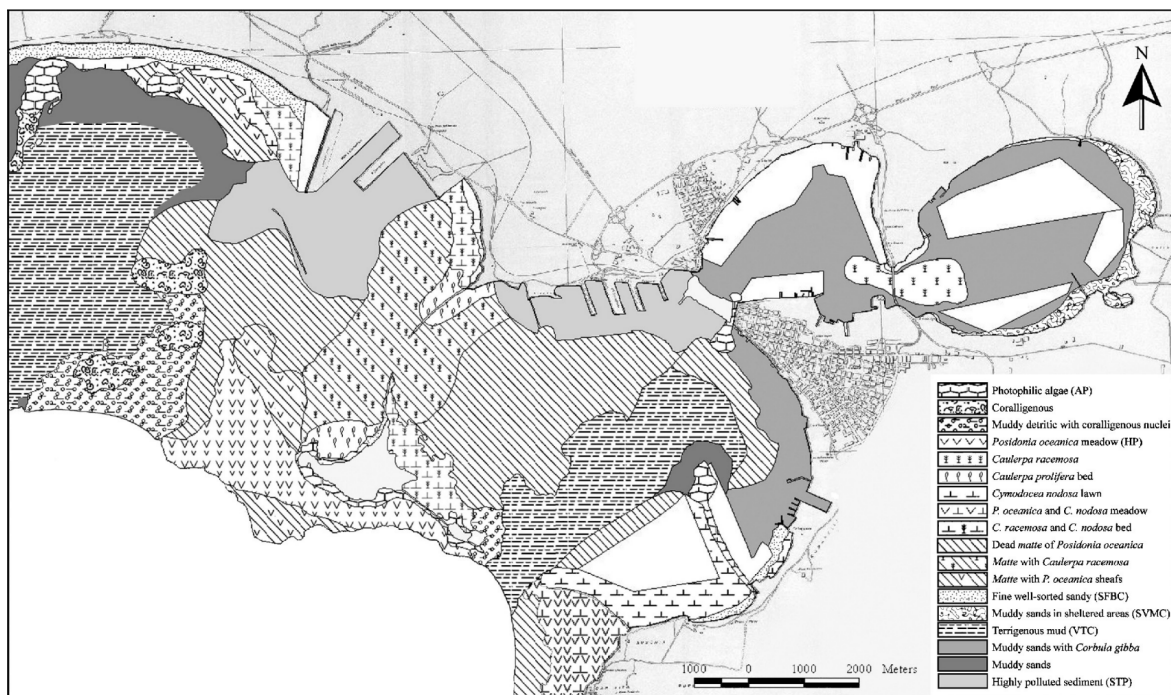 N
Photophilic algae (AP)
Coralligenous
Muddy detritic with coralligenous nuclei
Posidonia oceanica meadow (HP)
Caulerpa racemosa
Caulerpa prolifera bed
Cymodocea nodosa lawn
P. oceanica and C. nodosa meadow
C. racemosa and C. nodosa bed
Dead matte of Posidonia oceanica
Matte with Caulerpa racemosa
Matte with P. oceanica sheafs
Fine well-sorted sandy (SFBC)
Muddy sands in sheltered areas (SVMC)
Terrigenous mud (VTC)
Muddy sands with Corbula gibba
Muddy sands
Highly polluted sediment (STP)
1000 0 1000 2000 Meters